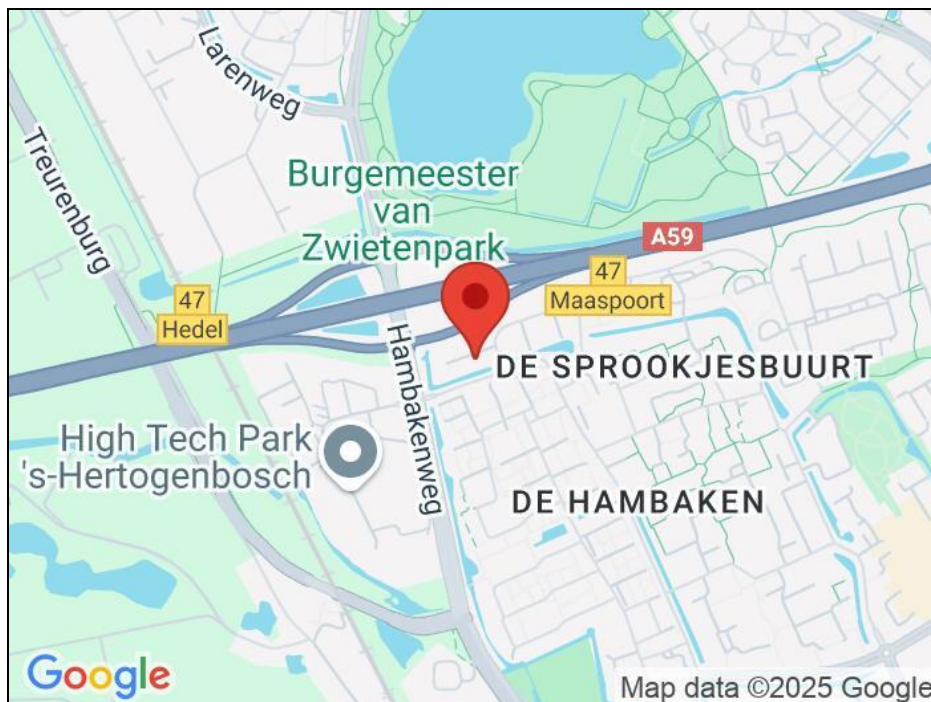 Larenweg
Treurenburg
Burgemeester
van
Zwietenpark
A59
47
Maaspoort
47
Hedel
Hambakenweg
DE SPROOKJESBUURT
High Tech Park
's-Hertogenbosch
DE HAMBAKEN
Google
Map data ©2025 Google